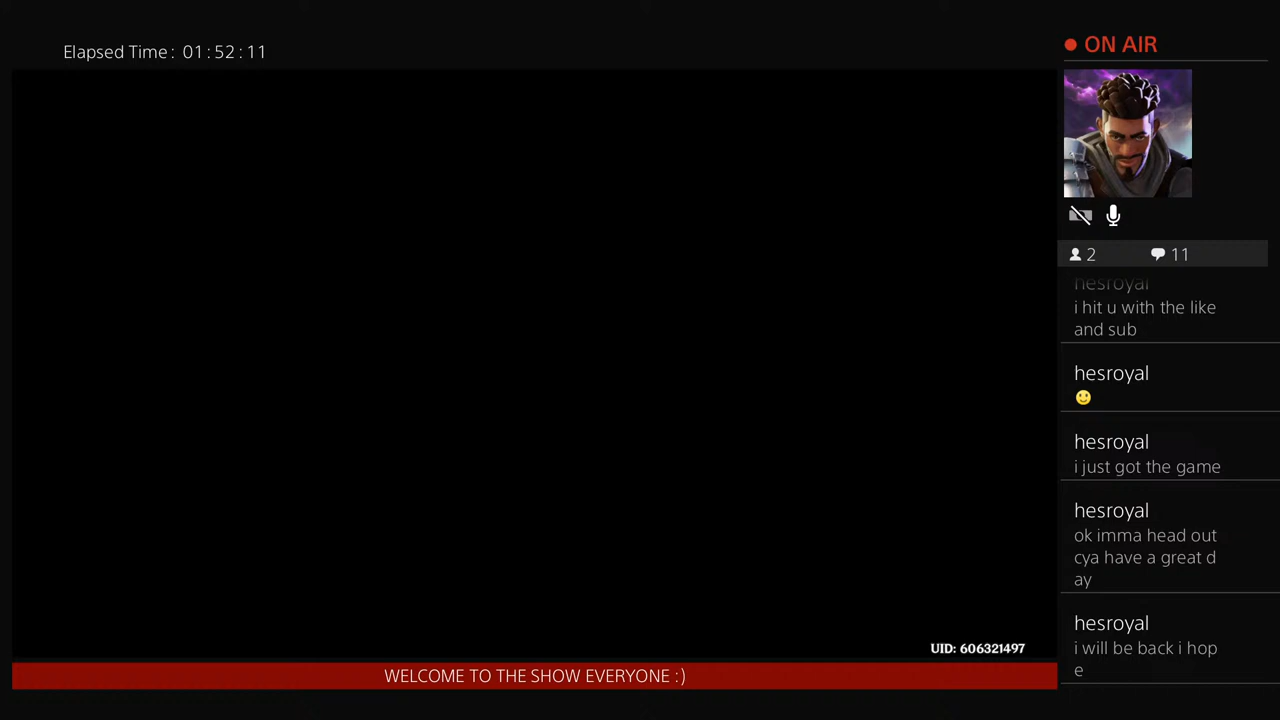 Elapsed Time: 01:52:11
ON AIR
2 11
hesroyal
i hit u with the like
and sub
hesroyal
hesroyal
i just got the game
hesroyal
ok imma head out
cya have a great d
ay
hesroyal
i will be back i hop
e
UID: 606321497
WELCOME TO THE SHOW EVERYONE :)